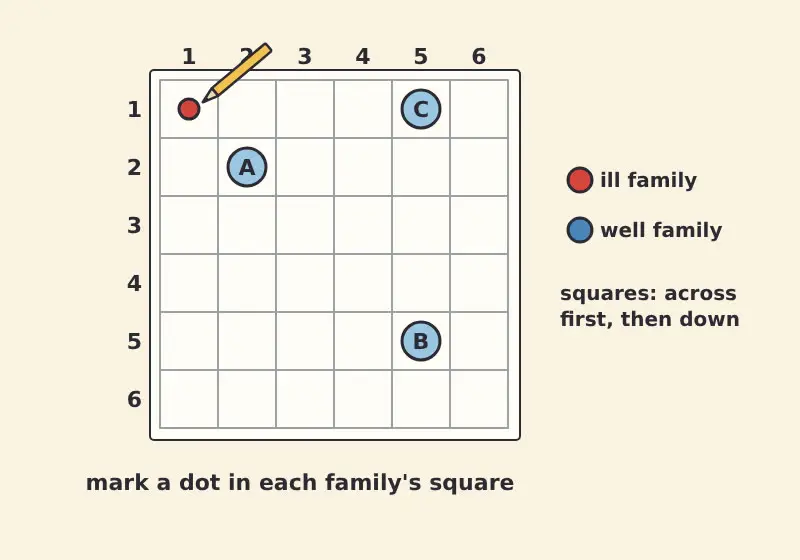 1 2 3 4 5 6
1 C
2 A
3
4
5 B
6
ill family
well family
squares: across
first, then down
mark a dot in each family's square